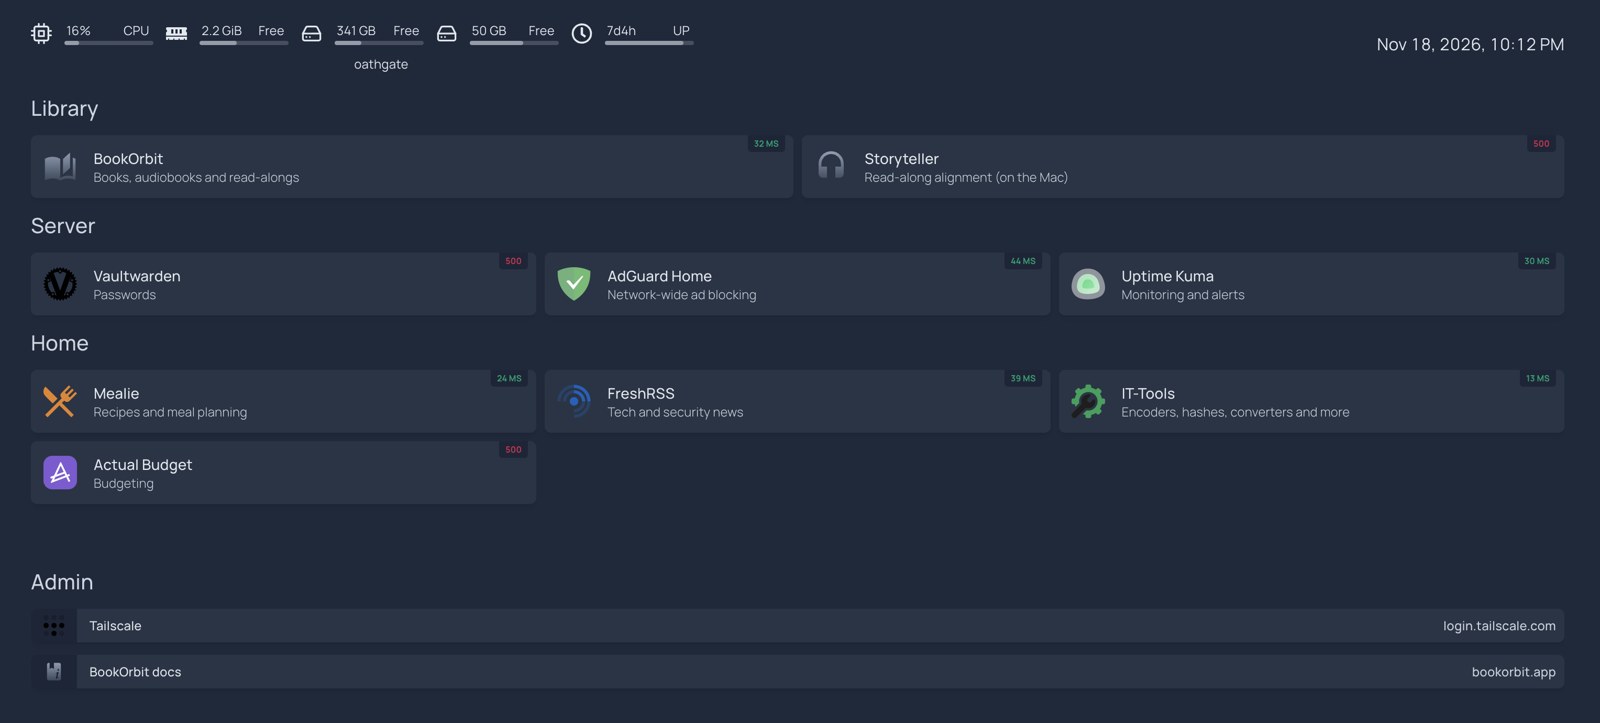 16% CPU 2.2 GiB Free 341 GB Free 50 GB Free 7d4h UP
oathgate
Nov 18, 2026, 10:12 PM
Library
32 MS
BookOrbit
Books, audiobooks and read-alongs
500
Storyteller
Read-along alignment (on the Mac)
Server
500
Vaultwarden
Passwords
44 MS
AdGuard Home
Network-wide ad blocking
30 MS
Uptime Kuma
Monitoring and alerts
Home
24 MS
Mealie
Recipes and meal planning
39 MS
FreshRSS
Tech and security news
13 MS
IT-Tools
Encoders, hashes, converters and more
500
Actual Budget
Budgeting
Admin
Tailscale login.tailscale.com
BookOrbit docs bookorbit.app